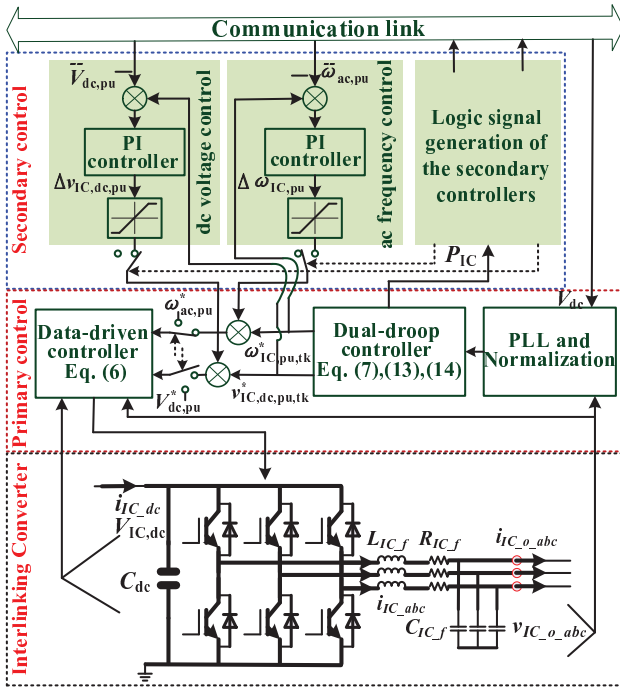 Communication link
Secondary control
V̿dc,pu
PI
controller
ΔvIC,dc,pu
dc voltage control
ω̿ac,pu
PI
controller
Δ ωIC,pu
ac frequency control
Logic signal
generation of
the secondary
controllers
PIC
Primary control
Data-driven
controller
Eq. (6)
ω*ac,pu
V*dc,pu
ω*IC,pu,tk
v*IC,dc,pu,tk
Dual-droop
controller
Eq. (7),(13),(14)
Vdc
PLL and
Normalization
Interlinking Converter
iIC_dc
VIC,dc
Cdc
LIC_f
RIC_f
iIC_o_abc
iIC_abc
CIC_f
vIC_o_abc